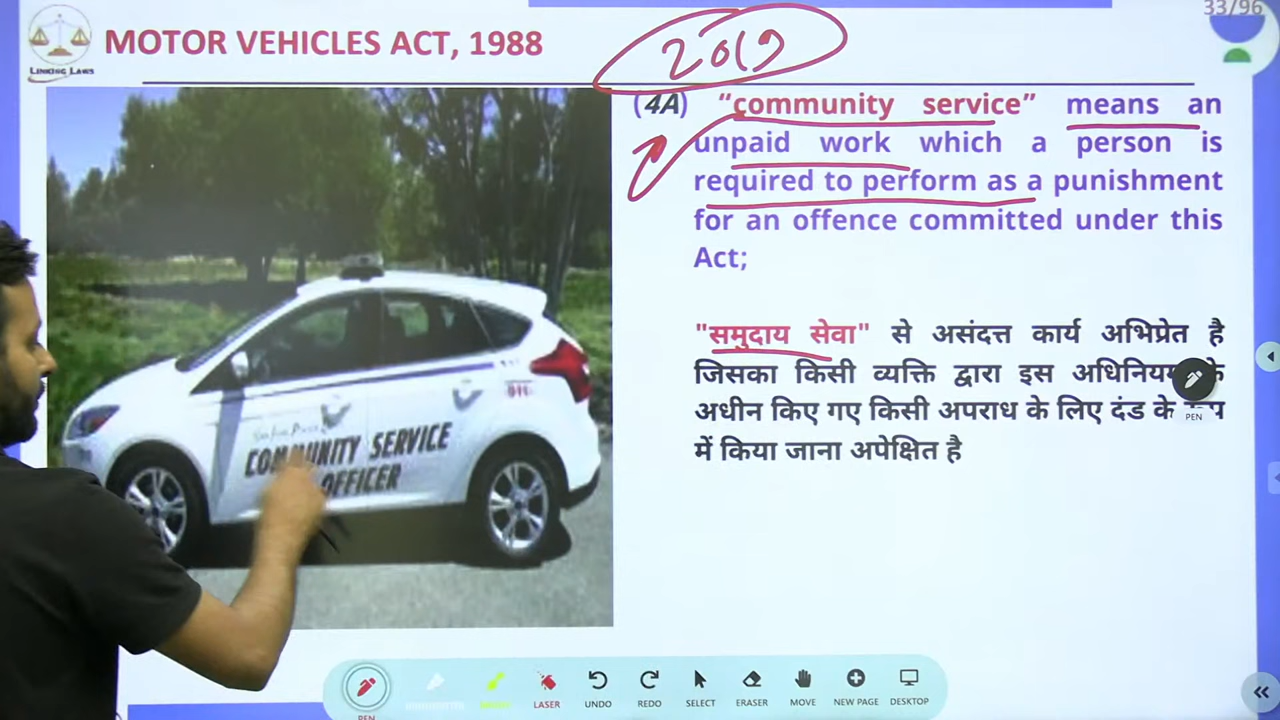 33/96
LINKING LAWS
MOTOR VEHICLES ACT, 1988
2019
(4A) “community service” means an
unpaid work which a person is
required to perform as a punishment
for an offence committed under this
Act;
"समुदाय सेवा" से असंदत्त कार्य अभिप्रेत है
जिसका किसी व्यक्ति द्वारा इस अधिनियम के
अधीन किए गए किसी अपराध के लिए दंड के रूप
में किया जाना अपेक्षित है
PEN
COMMUNITY SERVICE
OFFICER
PEN
LASER
UNDO
REDO
SELECT
ERASER
MOVE
NEW PAGE
DESKTOP